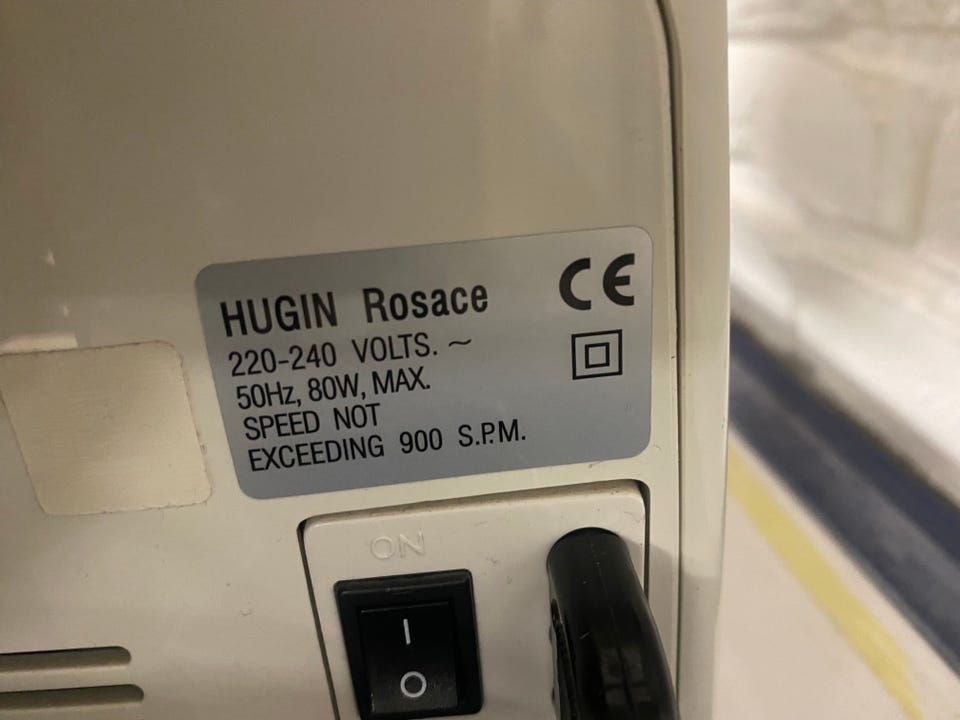 HUGIN Rosace
CE
220-240 VOLTS. ~
50Hz, 80W, MAX.
SPEED NOT
EXCEEDING 900 S.P.M.
ON
I
O